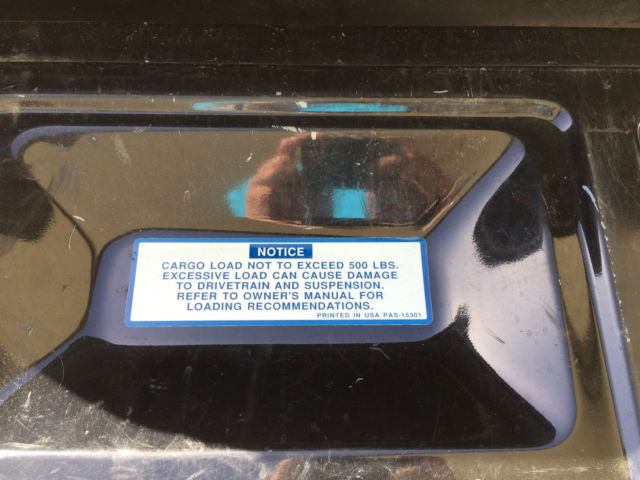 NOTICE
CARGO LOAD NOT TO EXCEED 500 LBS.
EXCESSIVE LOAD CAN CAUSE DAMAGE
TO DRIVETRAIN AND SUSPENSION.
REFER TO OWNER'S MANUAL FOR
LOADING RECOMMENDATIONS.
PRINTED IN USA PAS-15301